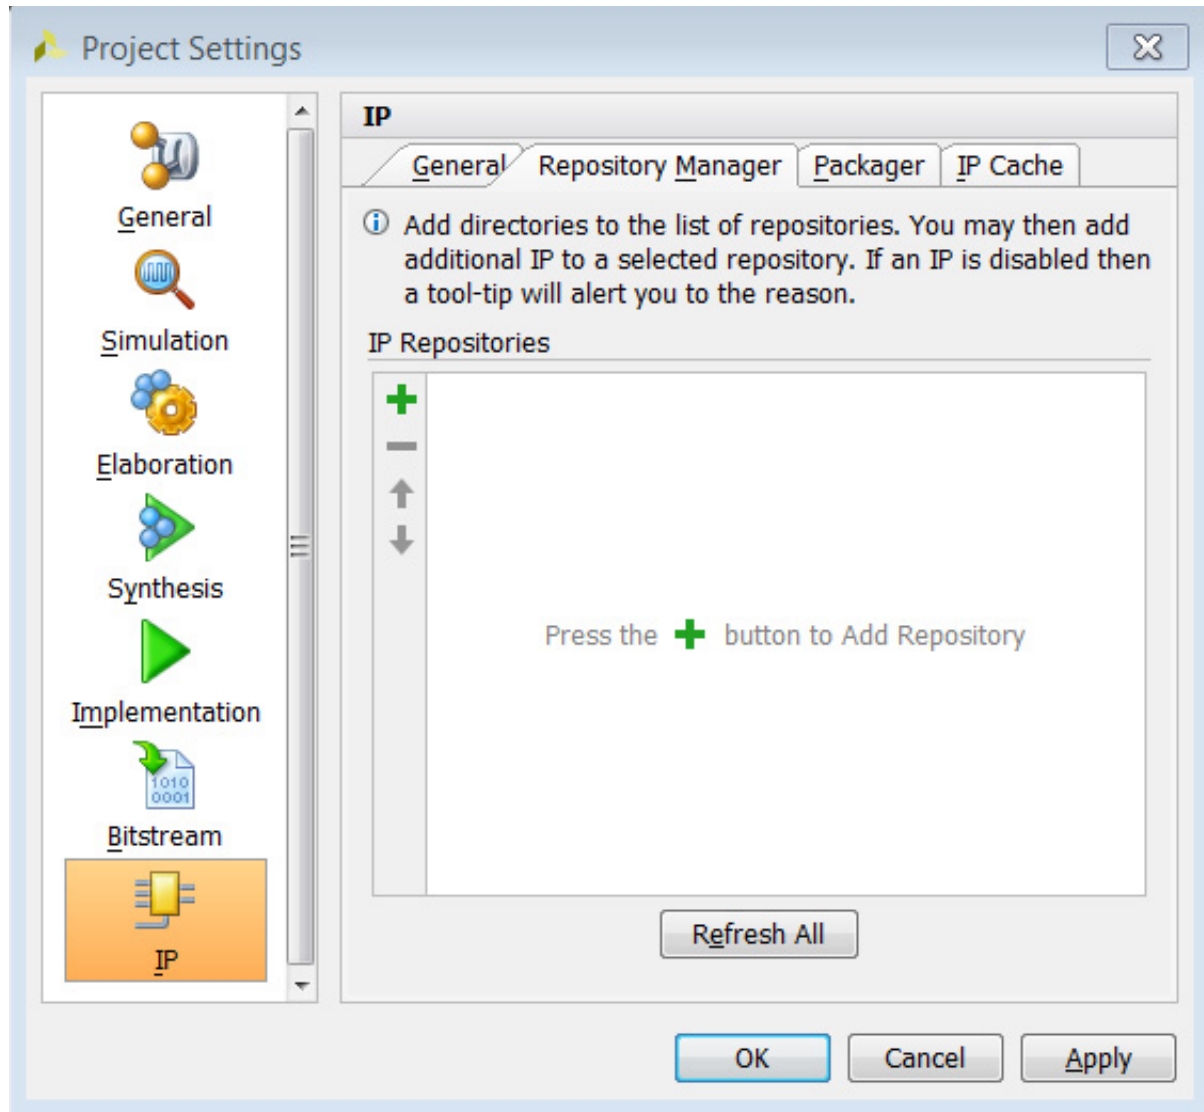 Project Settings
General
Simulation
Elaboration
Synthesis
Implementation
1010
0001
Bitstream
IP
IP
General
Repository Manager
Packager
IP Cache
Add directories to the list of repositories. You may then add
additional IP to a selected repository. If an IP is disabled then
a tool-tip will alert you to the reason.
IP Repositories
Press the + button to Add Repository
Refresh All
OK
Cancel
Apply